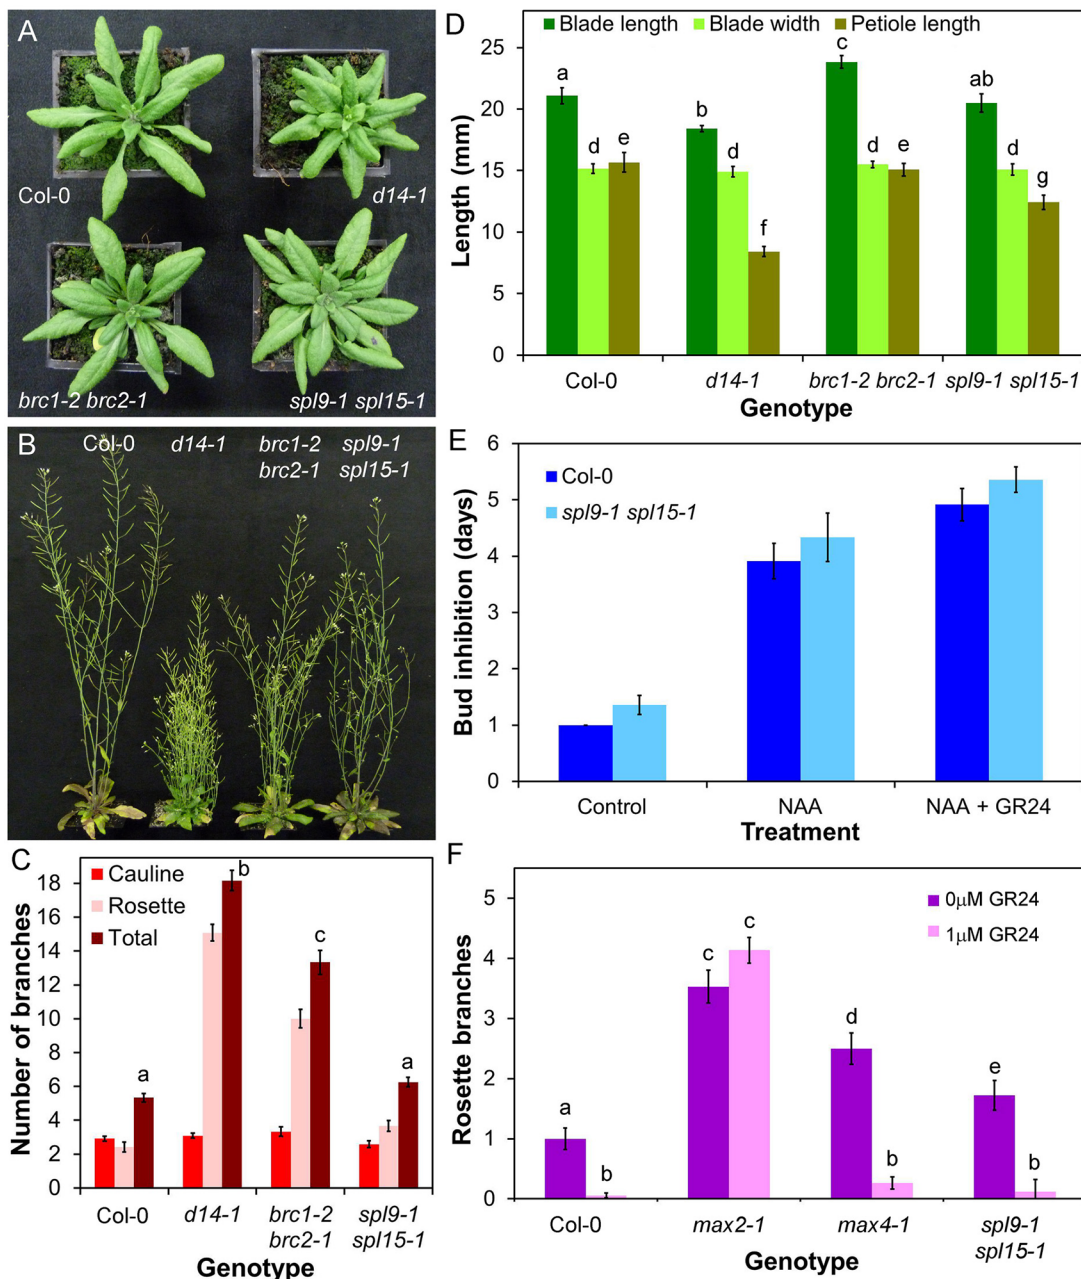 A
Col-0
d14-1
brc1-2 brc2-1
spl9-1 spl15-1
B
Col-0 d14-1 brc1-2 spl9-1
brc2-1 spl15-1
C
Cauline
Rosette
Total
Number of branches
18
16
14
12
10
8
6
4
2
0
a
b
c
a
Col-0 d14-1 brc1-2 spl9-1
brc2-1 spl15-1
Genotype
D
Blade length Blade width Petiole length
Length (mm)
25
20
15
10
5
0
a d e
b d f
c d e
ab d g
Col-0 d14-1 brc1-2 brc2-1 spl9-1 spl15-1
Genotype
E
Col-0
spl9-1 spl15-1
Bud inhibition (days)
6
5
4
3
2
1
0
Control NAA NAA + GR24
Treatment
F
0μM GR24
1μM GR24
Rosette branches
5
4
3
2
1
0
a b
c c
d b
e b
Col-0 max2-1 max4-1 spl9-1
spl15-1
Genotype